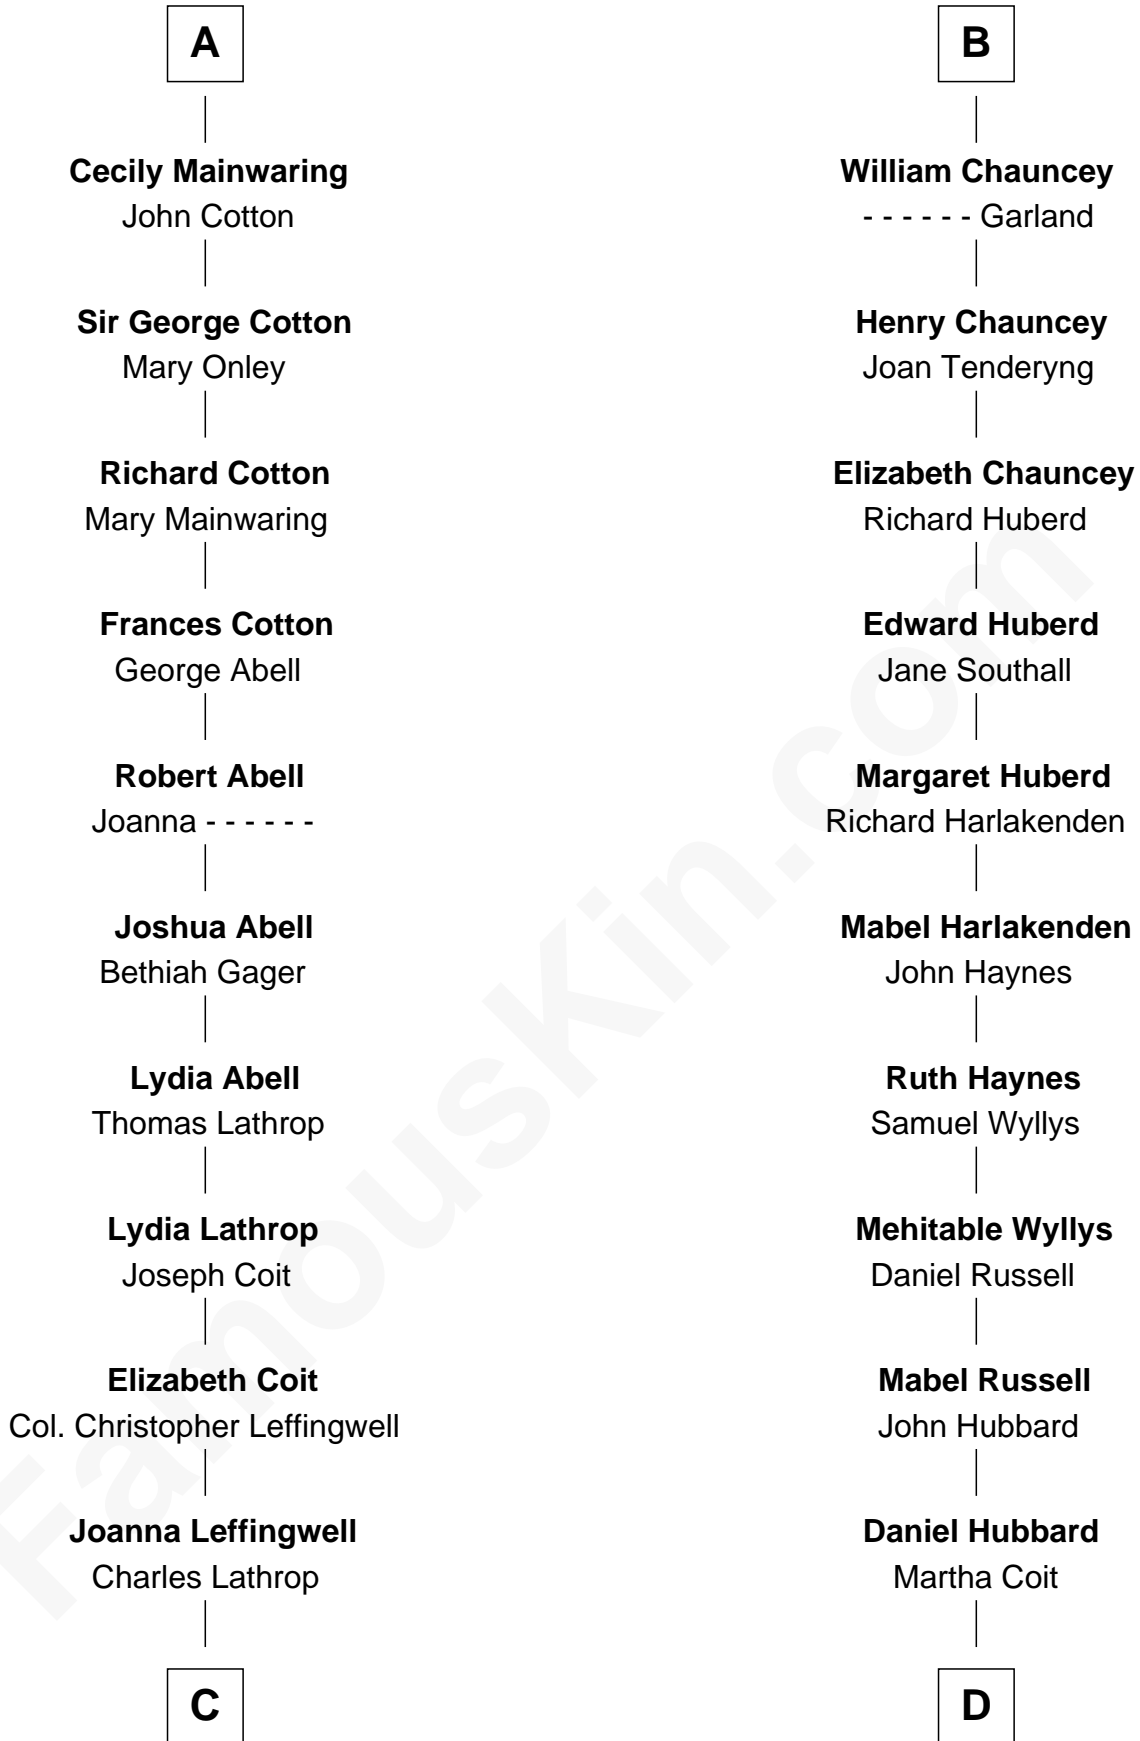 A
Cecily Mainwaring
John Cotton
Sir George Cotton
Mary Onley
Richard Cotton
Mary Mainwaring
Frances Cotton
George Abell
Robert Abell
Joanna - - - - - -
Joshua Abell
Bethiah Gager
Lydia Abell
Thomas Lathrop
Lydia Lathrop
Joseph Coit
Elizabeth Coit
Col. Christopher Leffingwell
Joanna Leffingwell
Charles Lathrop
C
B
William Chauncey
- - - - - - Garland
Henry Chauncey
Joan Tenderyng
Elizabeth Chauncey
Richard Huberd
Edward Huberd
Jane Southall
Margaret Huberd
Richard Harlakenden
Mabel Harlakenden
John Haynes
Ruth Haynes
Samuel Wyllys
Mehitable Wyllys
Daniel Russell
Mabel Russell
John Hubbard
Daniel Hubbard
Martha Coit
D
FamousKin.com